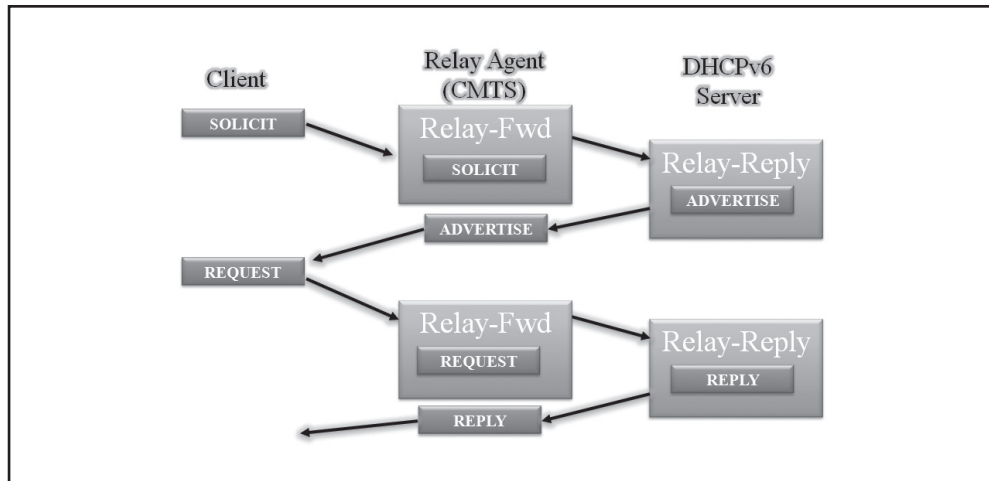 Client
Relay Agent
(CMTS)
DHCPv6
Server
SOLICIT
Relay-Fwd
SOLICIT
Relay-Reply
ADVERTISE
ADVERTISE
REQUEST
Relay-Fwd
REQUEST
Relay-Reply
REPLY
REPLY